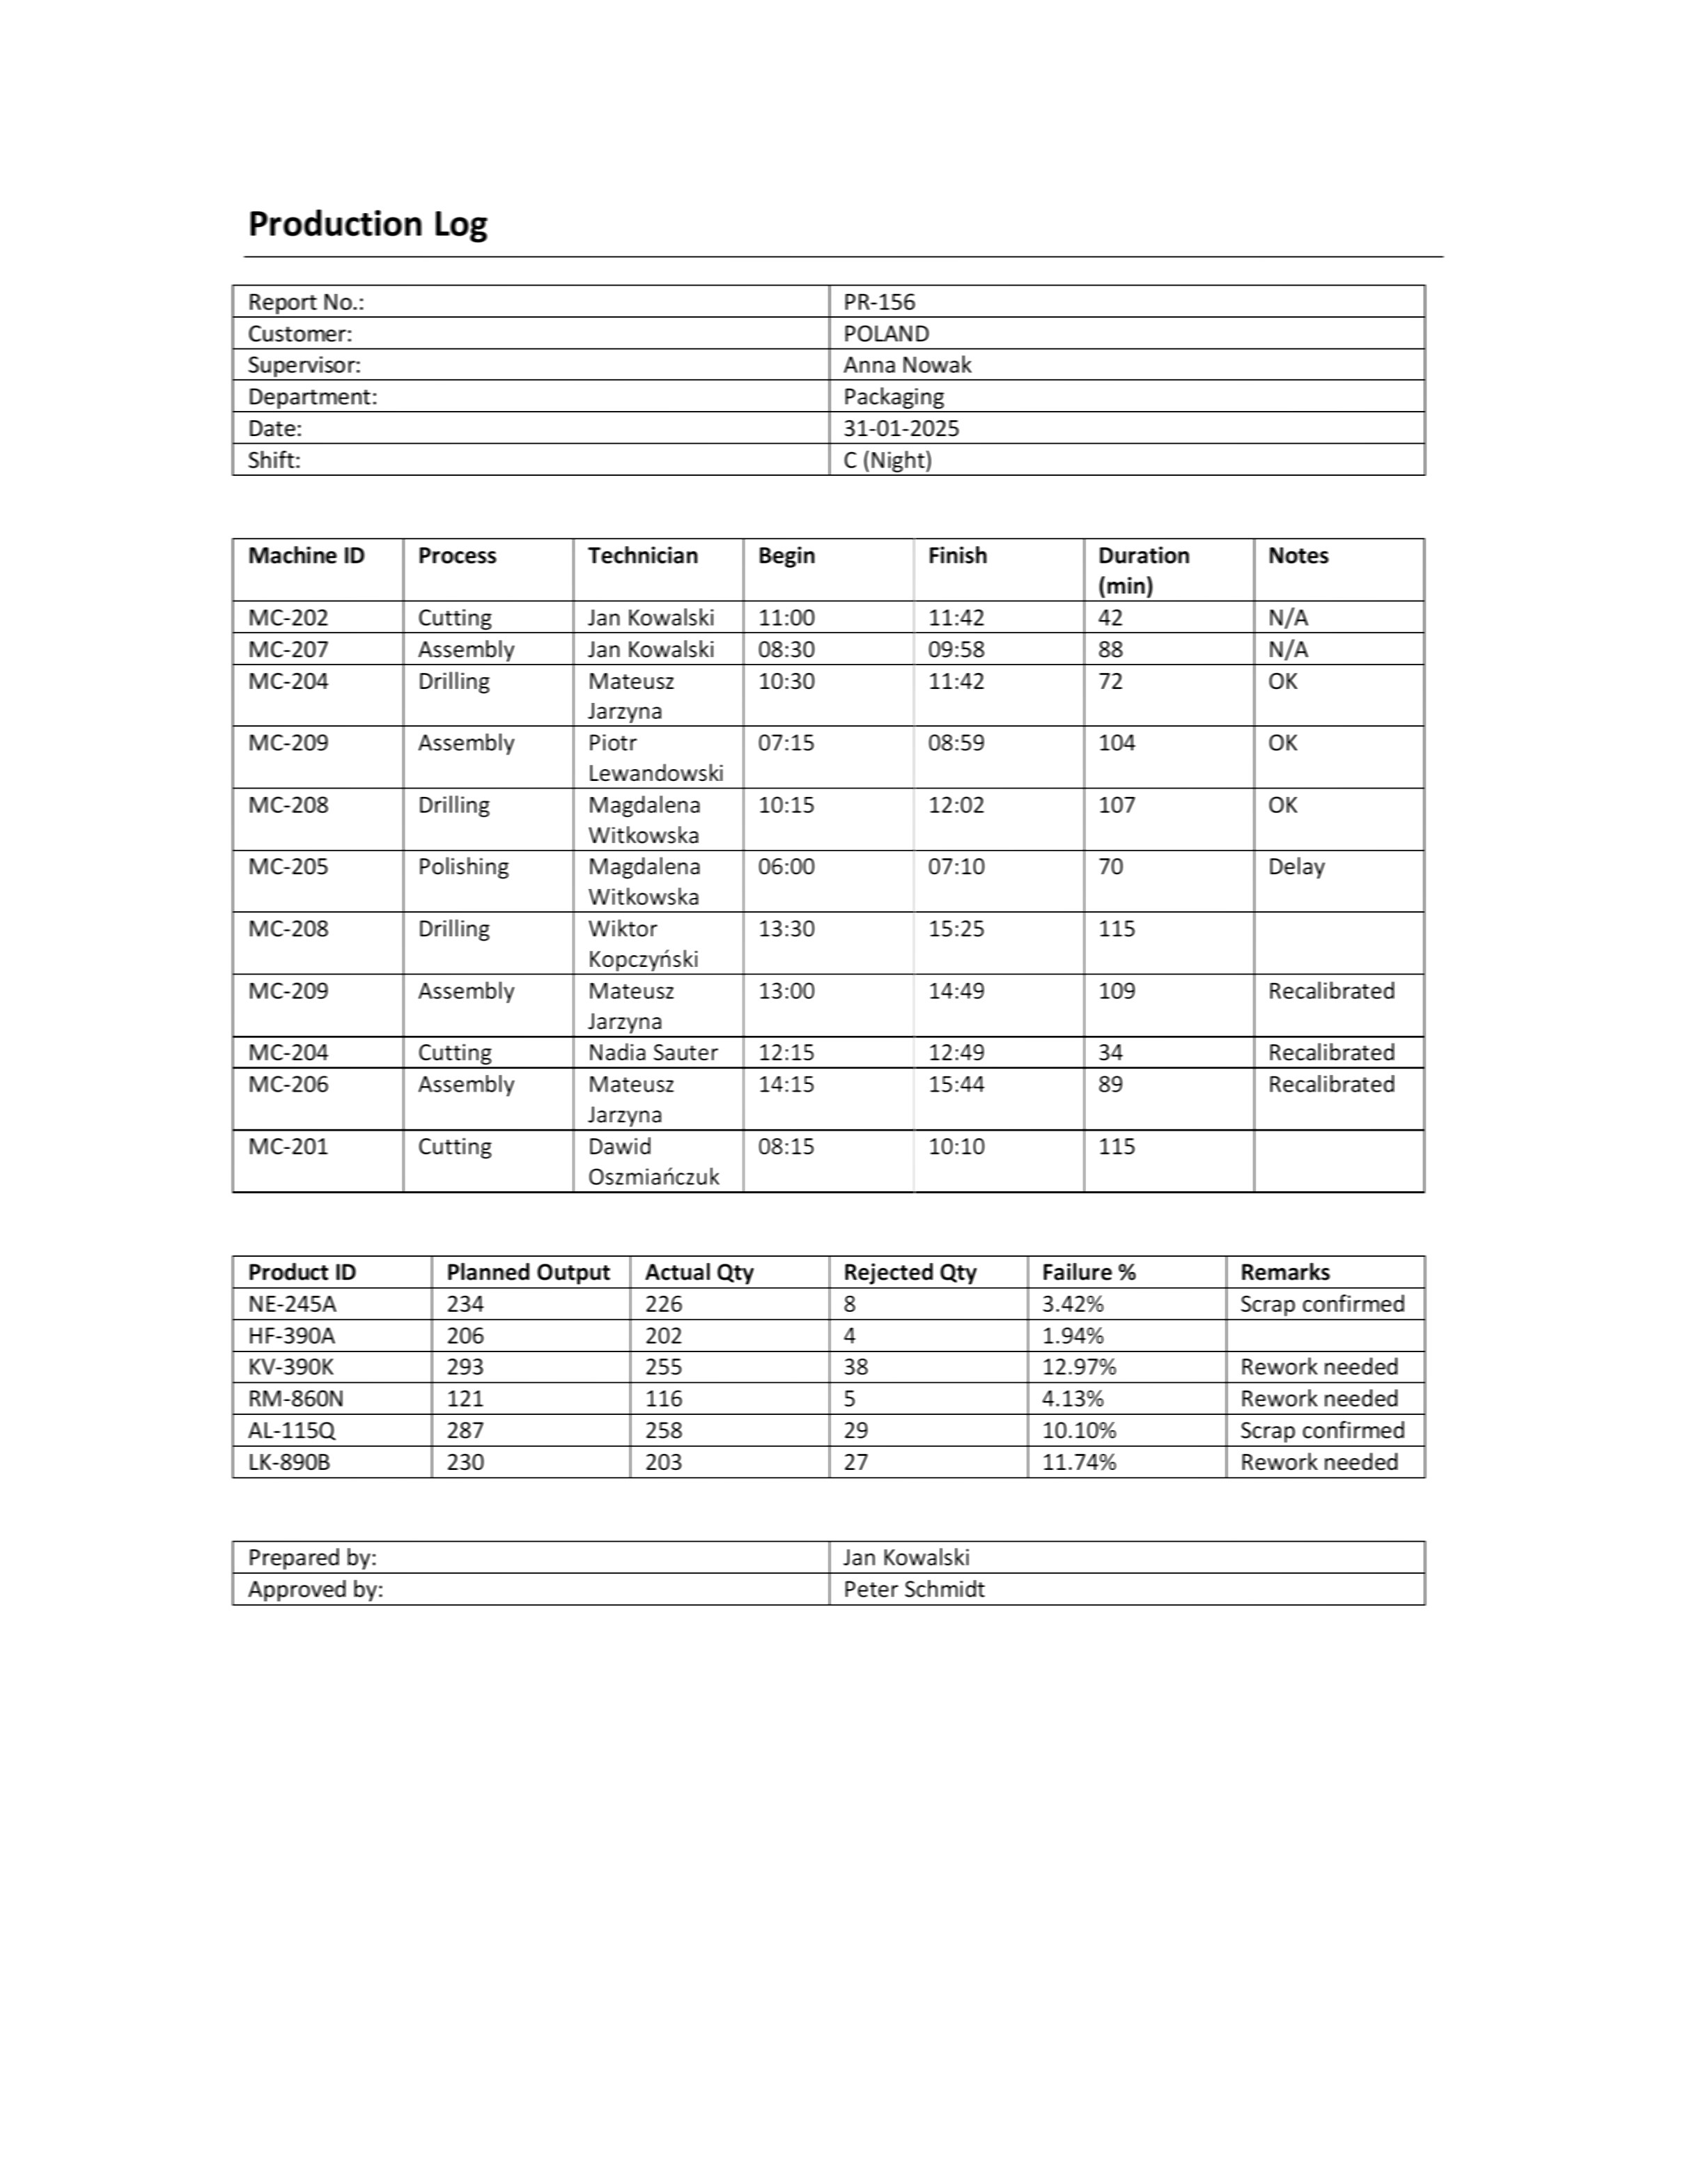 Production Log
Report No.: PR-156
Customer: POLAND
Supervisor: Anna Nowak
Department: Packaging
Date: 31-01-2025
Shift: C (Night)
Machine ID Process Technician Begin Finish Duration
(min) Notes
MC-202 Cutting Jan Kowalski 11:00 11:42 42 N/A
MC-207 Assembly Jan Kowalski 08:30 09:58 88 N/A
MC-204 Drilling Mateusz 10:30 11:42 72 OK
Jarzyna
MC-209 Assembly Piotr 07:15 08:59 104 OK
Lewandowski
MC-208 Drilling Magdalena 10:15 12:02 107 OK
Witkowska
MC-205 Polishing Magdalena 06:00 07:10 70 Delay
Witkowska
MC-208 Drilling Wiktor 13:30 15:25 115
Kopczyński
MC-209 Assembly Mateusz 13:00 14:49 109 Recalibrated
Jarzyna
MC-204 Cutting Nadia Sauter 12:15 12:49 34 Recalibrated
MC-206 Assembly Mateusz 14:15 15:44 89 Recalibrated
Jarzyna
MC-201 Cutting Dawid 08:15 10:10 115
Oszmiańczuk
Product ID Planned Output Actual Qty Rejected Qty Failure % Remarks
NE-245A 234 226 8 3.42% Scrap confirmed
HF-390A 206 202 4 1.94%
KV-390K 293 255 38 12.97% Rework needed
RM-860N 121 116 5 4.13% Rework needed
AL-115Q 287 258 29 10.10% Scrap confirmed
LK-890B 230 203 27 11.74% Rework needed
Prepared by: Jan Kowalski
Approved by: Peter Schmidt